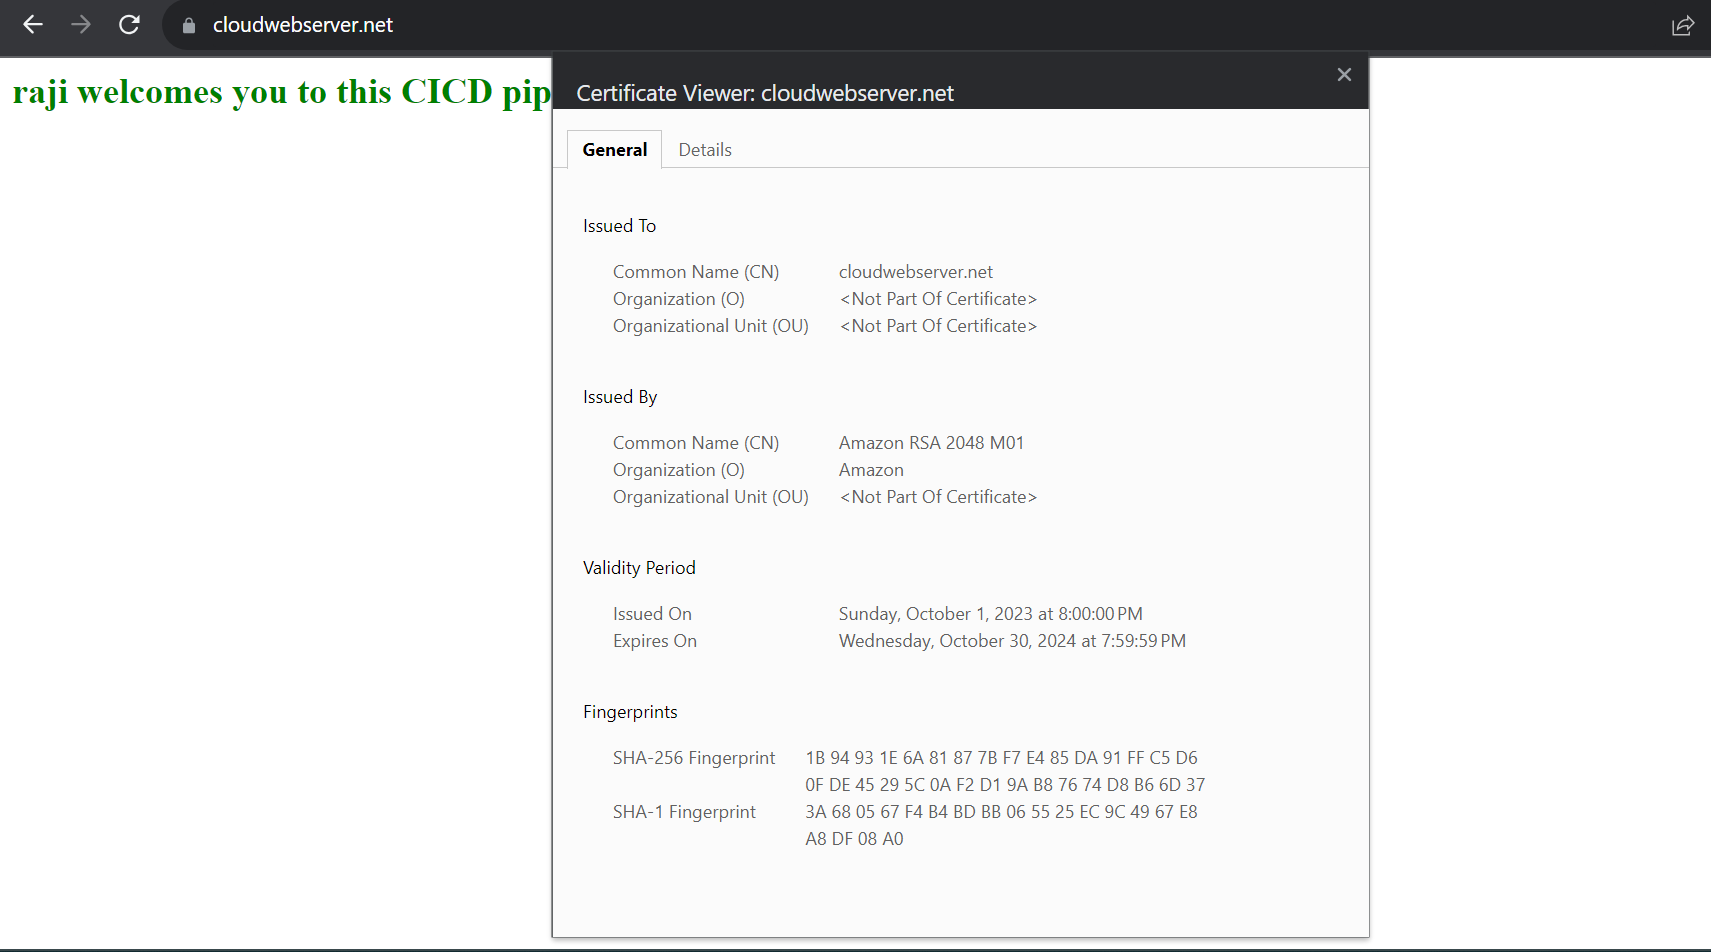 cloudwebserver.net
raji welcomes you to this CICD
Certificate Viewer: cloudwebserver.net
General Details
Issued To
Common Name (CN) cloudwebserver.net
Organization (O) <Not Part Of Certificate>
Organizational Unit (OU) <Not Part Of Certificate>
Issued By
Common Name (CN) Amazon RSA 2048 M01
Organization (O) Amazon
Organizational Unit (OU) <Not Part Of Certificate>
Validity Period
Issued On Sunday, October 1, 2023 at 8:00:00 PM
Expires On Wednesday, October 30, 2024 at 7:59:59 PM
Fingerprints
SHA-256 Fingerprint 1B 94 93 1E 6A 81 87 7B F7 E4 85 DA 91 FF C5 D6
0F DE 45 29 5C 0A F2 D1 9A B8 76 74 D8 B6 6D 37
SHA-1 Fingerprint 3A 68 05 67 F4 B4 BD BB 06 55 25 EC 9C 49 67 E8
A8 DF 08 A0